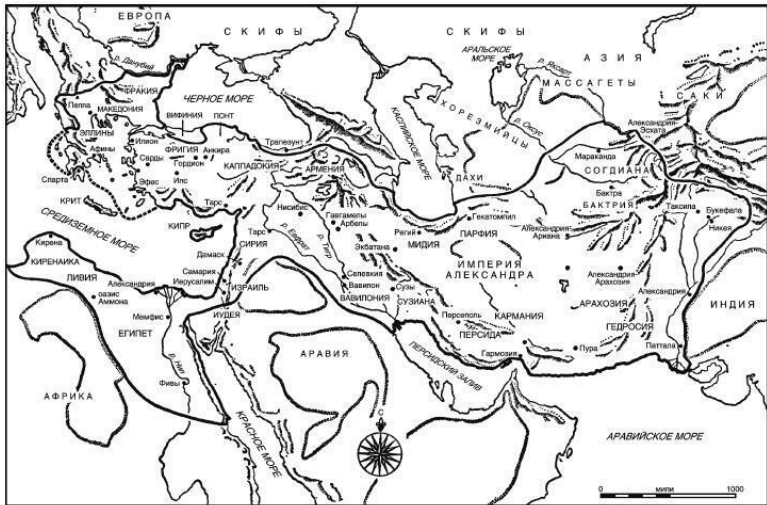 ЕВРОПА
СКИФЫ
СКИФЫ
АЗИЯ
АРАЛЬСКОЕ
МОРЕ
р. Яксарт
МАССАГЕТЫ
САКИ
р. Данубий
ФРАКИЯ
ЧЕРНОЕ МОРЕ
КАСПИЙСКОЕ МОРЕ
ХОРЕЗМИЙЦЫ
р. Оксус
Александрия-
Эсхата
Пелла
МАКЕДОНИЯ
ВИФИНИЯ
ПОНТ
ЭЛЛИНЫ
Афины
Илион
ФРИГИЯ
Анкира
Гордион
Сарды
Трапезунт
Мараканда
СОГДИАНА
КАППАДОКИЯ
АРМЕНИЯ
ДАХИ
Спарта
Эфес
Ипс
Бактра
БАКТРИЯ
КРИТ
Тарс
Нисибис
Гавгамелы
Арбелы
Гекатомпил
Таксила
Букефала
СРЕДИЗЕМНОЕ МОРЕ
КИПР
Тарс
СИРИЯ
р. Евфрат
р. Тигр
Регий
МИДИЯ
ПАРФИЯ
Александрия
Ариана
Никея
Кирена
КИРЕНАИКА
Дамаск
Экбатана
ИМПЕРИЯ
АЛЕКСАНДРА
ЛИВИЯ
Александрия
Самария
Иерусалим
ИЗРАИЛЬ
Селевкия
Вавилон
ВАВИЛОНИЯ
Сузы
СУЗИАНА
Александрия
Арахозия
Александрия
ИНДИЯ
оазис
Аммона
АРАХОЗИЯ
Мемфис
ИУДЕЯ
Персеполь
ПЕРСИДА
КАРМАНИЯ
ГЕДРОСИЯ
ЕГИПЕТ
АРАВИЯ
Гармозия
Пура
Паттала
р. Нил
ПЕРСИДСКИЙ ЗАЛИВ
Фивы
АФРИКА
КРАСНОЕ МОРЕ
С
АРАВИЙСКОЕ МОРЕ
0
мили
1000